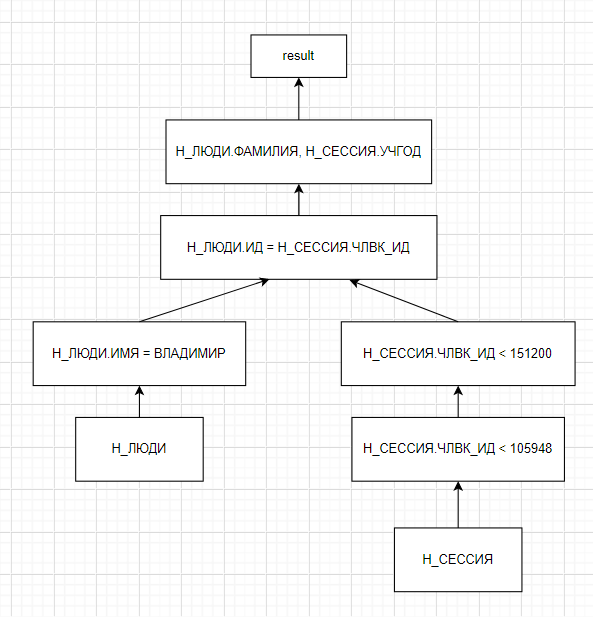 result
Н_ЛЮДИ.ФАМИЛИЯ, Н_СЕССИЯ.УЧГОД
Н_ЛЮДИ.ИД = Н_СЕССИЯ.ЧЛВК_ИД
Н_ЛЮДИ.ИМЯ = ВЛАДИМИР
Н_СЕССИЯ.ЧЛВК_ИД < 151200
Н_ЛЮДИ
Н_СЕССИЯ.ЧЛВК_ИД < 105948
Н_СЕССИЯ